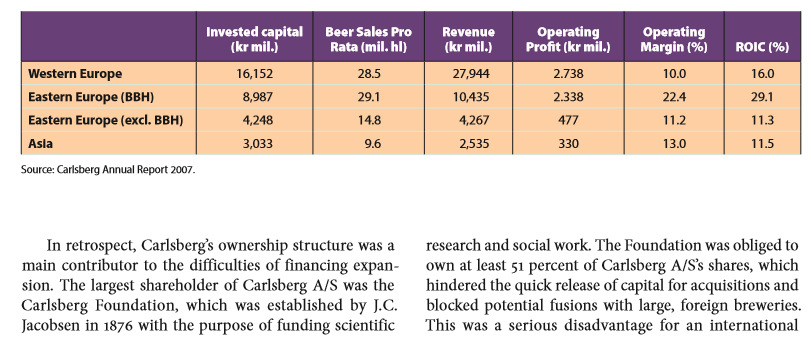 Invested capital (kr mil.) Beer Sales Pro Rata (mil. hl) Revenue (kr mil.) Operating Profit (kr mil.) Operating Margin (%) ROIC (%)
Western Europe 16,152 28.5 27,944 2.738 10.0 16.0
Eastern Europe (BBH) 8,987 29.1 10,435 2.338 22.4 29.1
Eastern Europe (excl. BBH) 4,248 14.8 4,267 477 11.2 11.3
Asia 3,033 9.6 2,535 330 13.0 11.5
Source: Carlsberg Annual Report 2007.
In retrospect, Carlsberg’s ownership structure was a
main contributor to the difficulties of financing expan-
sion. The largest shareholder of Carlsberg A/S was the
Carlsberg Foundation, which was established by J.C.
Jacobsen in 1876 with the purpose of funding scientific
research and social work. The Foundation was obliged to
own at least 51 percent of Carlsberg A/S’s shares, which
hindered the quick release of capital for acquisitions and
blocked potential fusions with large, foreign breweries.
This was a serious disadvantage for an international